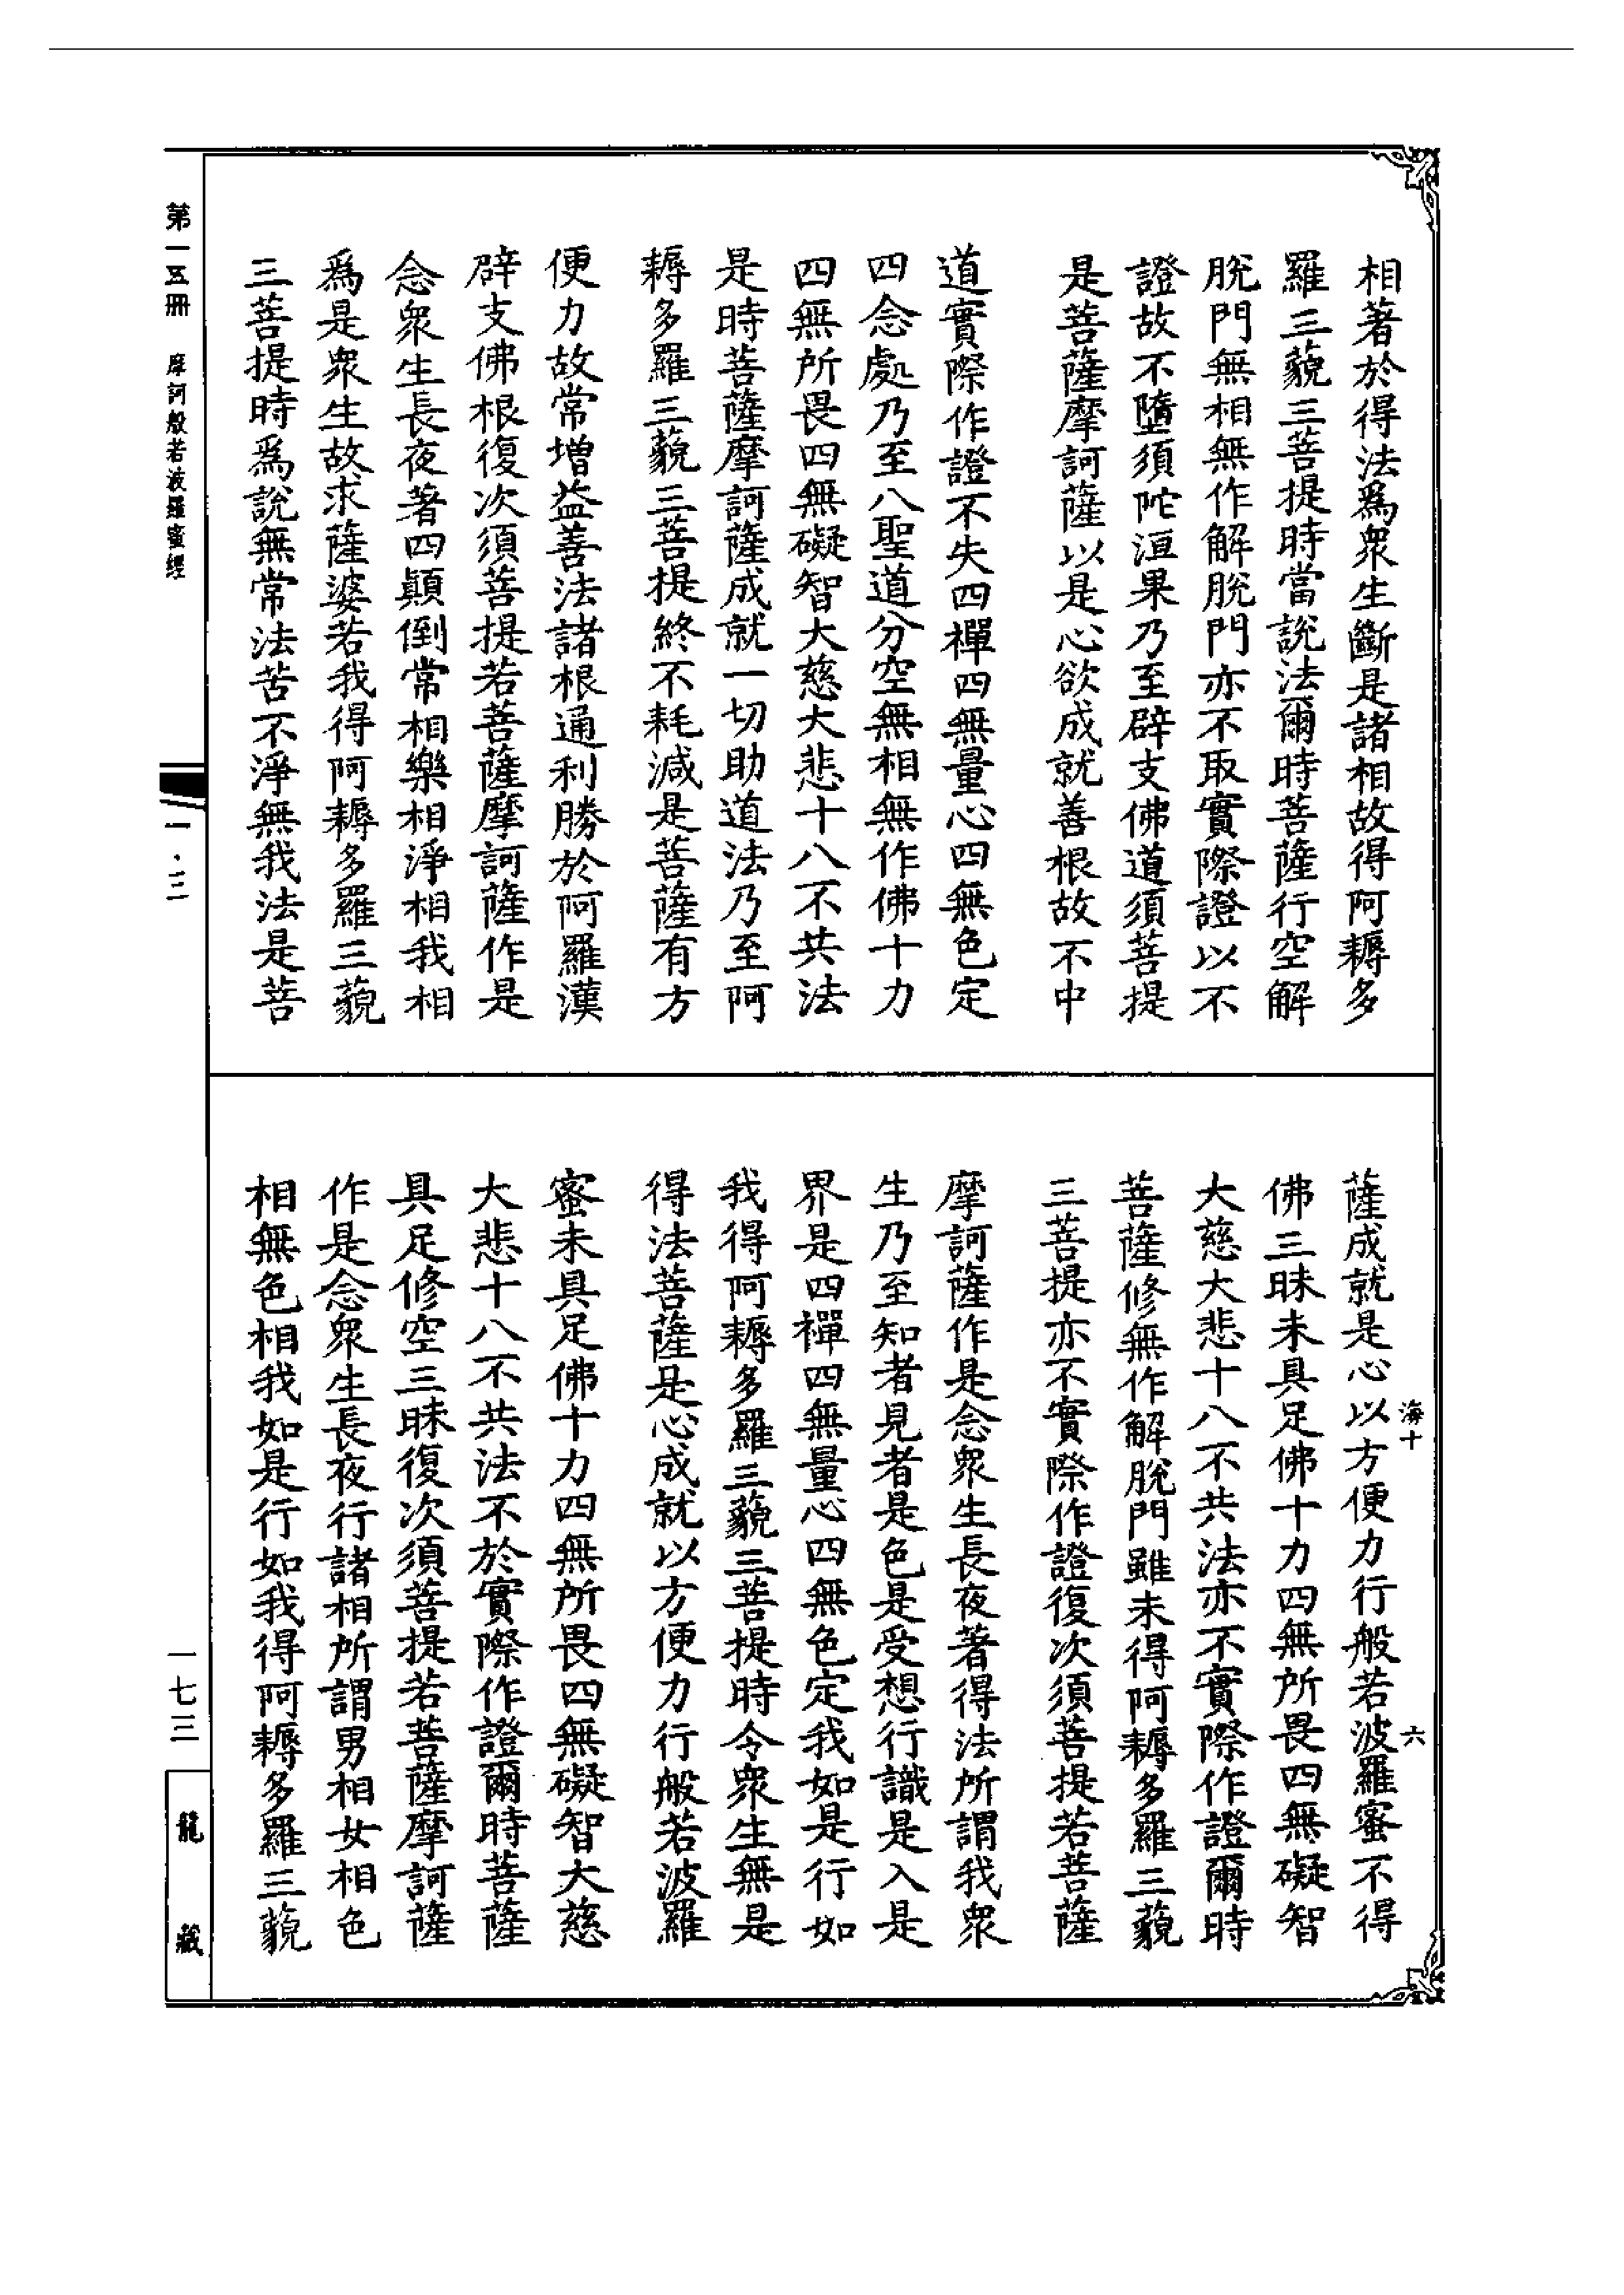 相著於得法爲衆生斷是諸相故得阿耨多
羅三藐三菩提時當說法爾時菩薩行空解
脫門無相無作解脫門亦不取實際證以不
證故不墮須陀洹果乃至辟支佛道須菩提
是菩薩摩訶薩以是心欲成就善根故不中
道實際作證不失四禪四無量心四無色定
四念處乃至八聖道分空無相無作佛十力
四無所畏四無礙智大慈大悲十八不共法
是時菩薩摩訶薩成就一切助道法乃至阿
耨多羅三藐三菩提終不耗減是菩薩有方
便力故常增益善法諸根通利勝於阿羅漢
辟支佛根復次須菩提若菩薩摩訶薩作是
念衆生長夜著四顛倒常相樂相淨相我相
爲是衆生故求薩婆若我得阿耨多羅三藐
三菩提時爲說無常法苦不淨無我法是菩
薩成就是心以方便力行般若波羅蜜不得
佛三昧未具足佛十力四無所畏四無礙智
大慈大悲十八不共法亦不實際作證爾時
菩薩修無作解脫門雖未得阿耨多羅三藐
三菩提亦不實際作證復次須菩提若菩薩
摩訶薩作是念衆生長夜著得法所謂我衆
生乃至知者見者是色是受想行識是入是
界是四禪四無量心四無色定我如是行如
我得阿耨多羅三藐三菩提時令衆生無是
得法菩薩是心成就以方便力行般若波羅
蜜未具足佛十力四無所畏四無礙智大慈
大悲十八不共法不於實際作證爾時菩薩
具足修空三昧復次須菩提若菩薩摩訶薩
作是念衆生長夜行諸相所謂男相女相色
相無色相我如是行如我得阿耨多羅三藐
海十 六
第一五冊 摩訶般若波羅蜜經
一·三
一七三
龍藏